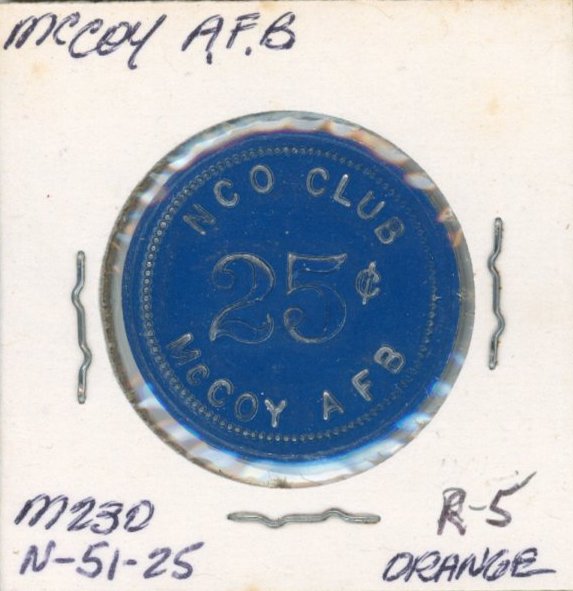 McCOY A.F.B
NCO CLUB
25¢
McCOY AFB
M230
R-5
N-51-25
ORANGE